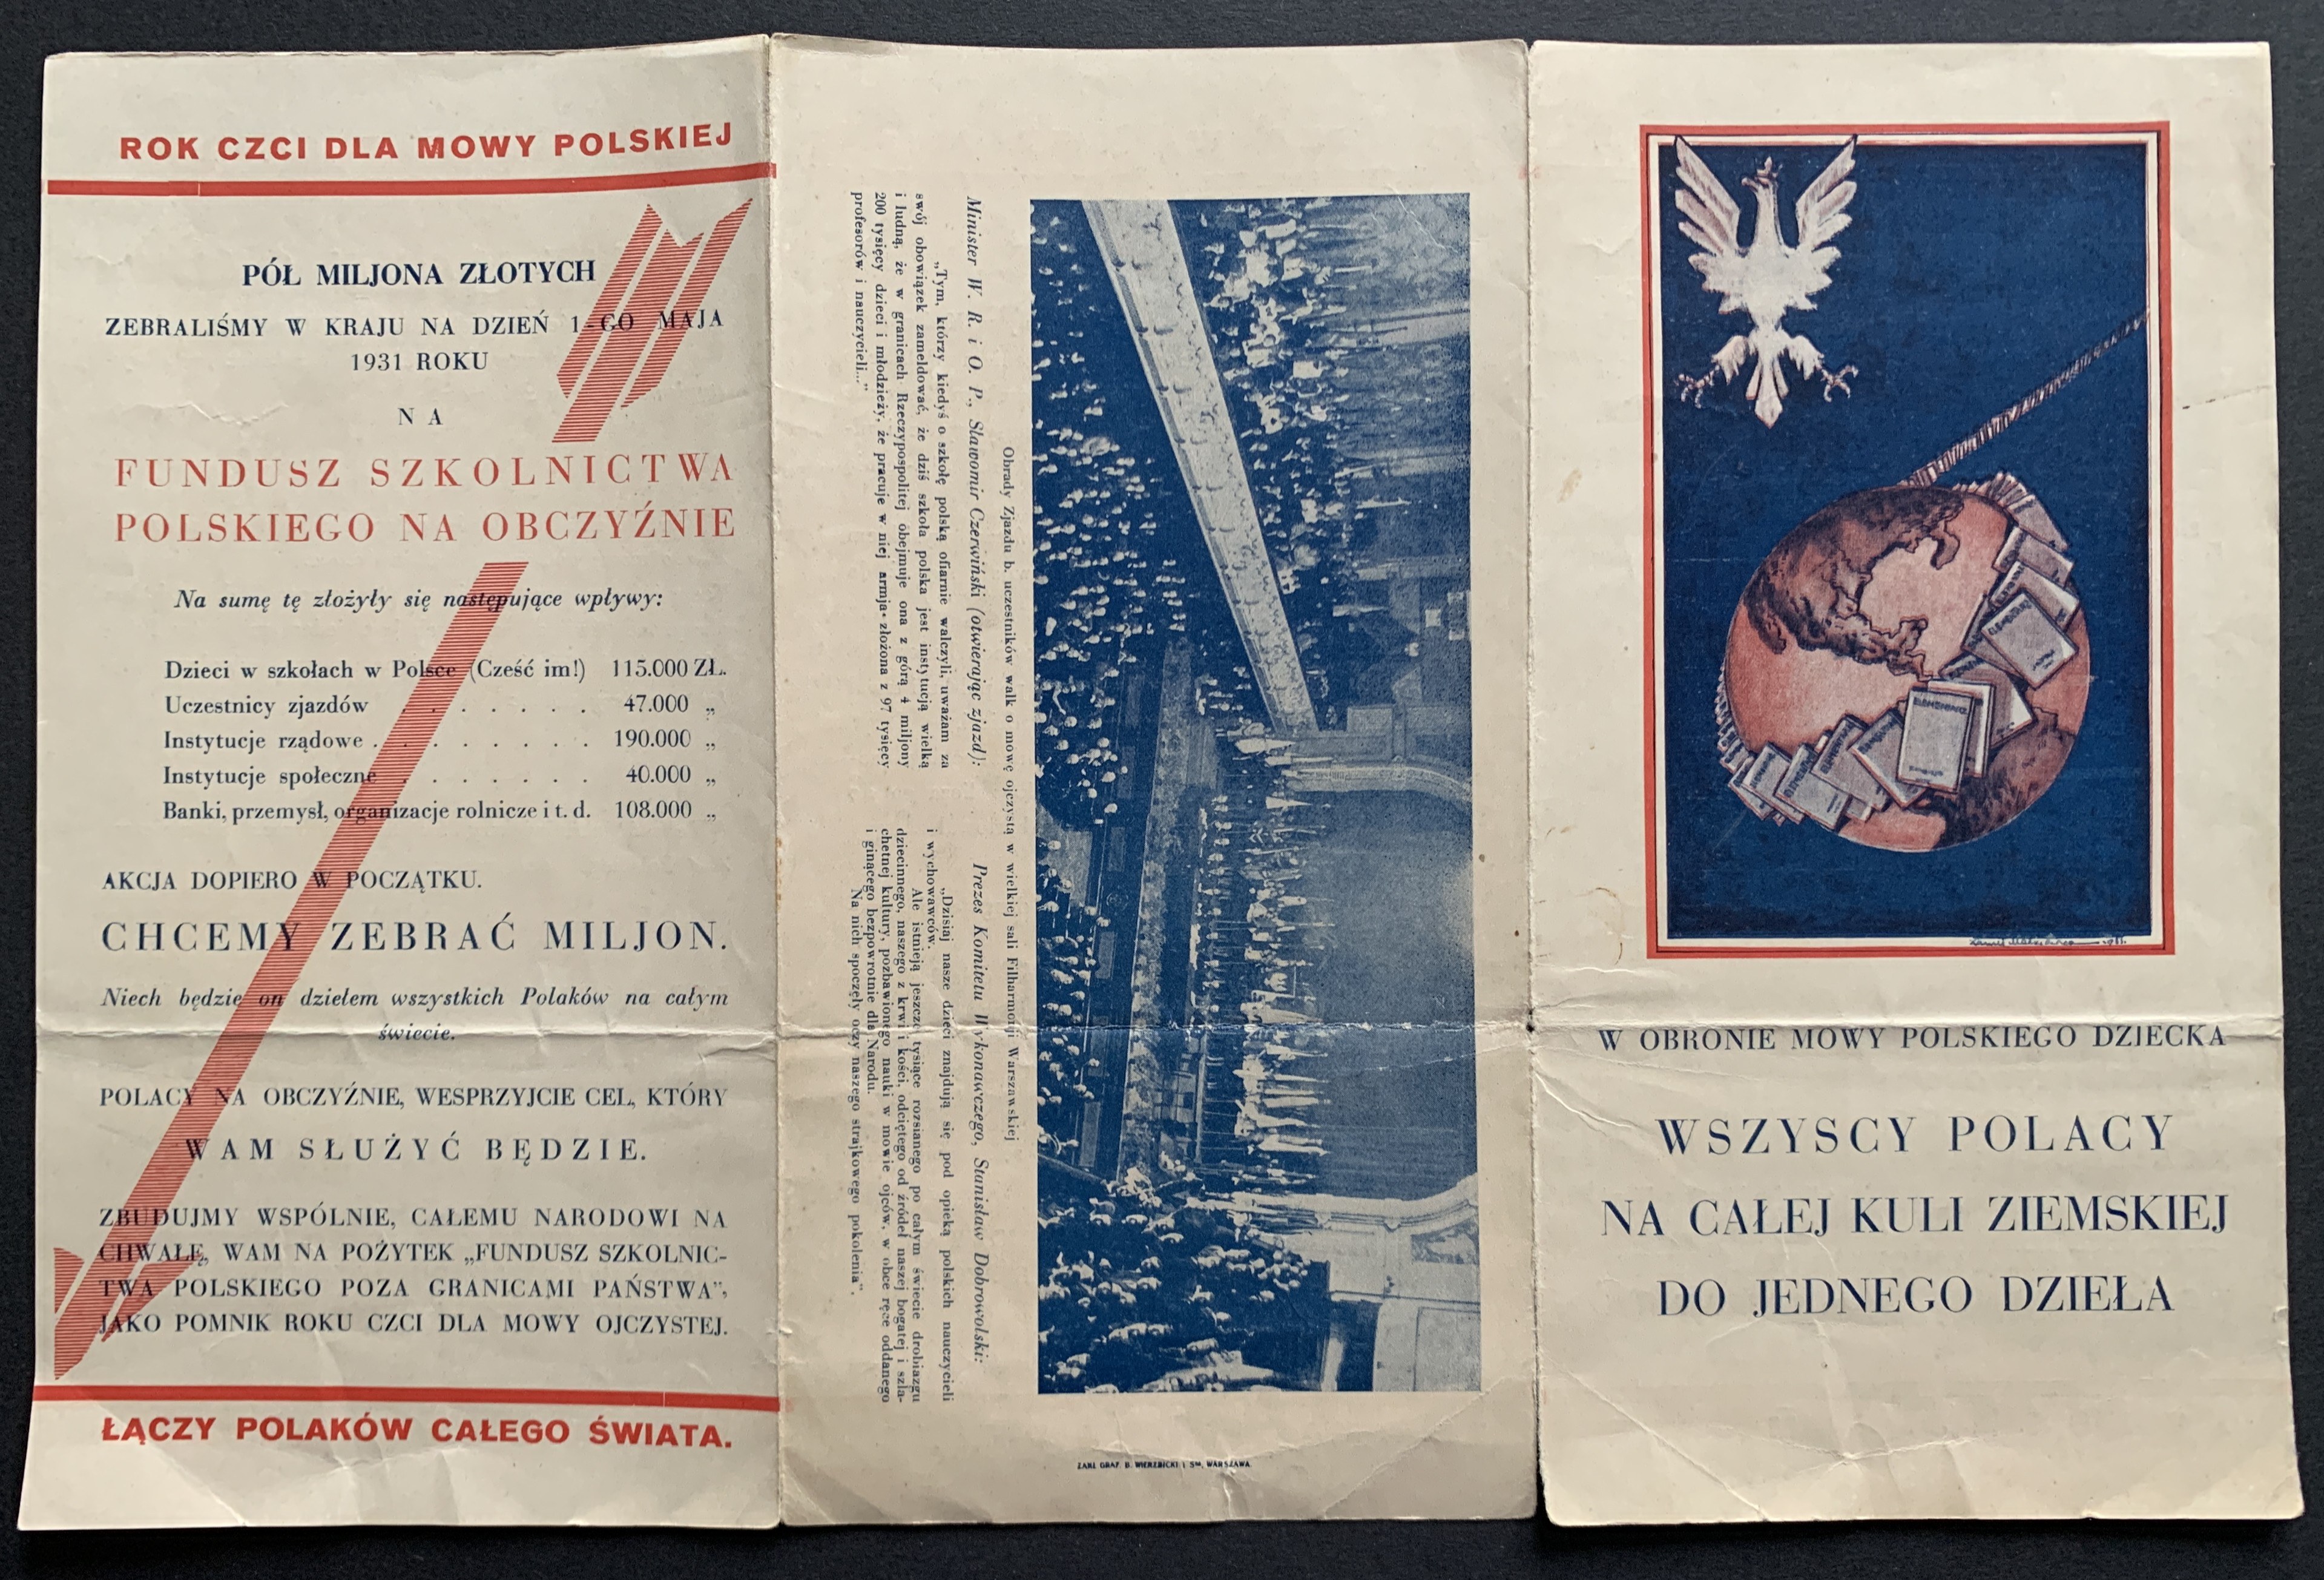 ROK CZCI DLA MOWY POLSKIEJ
PÓŁ MILJONA ZŁOTYCH
ZEBRALIŚMY W KRAJU NA DZIEŃ 1-GO MAJA
1931 ROKU
NA
FUNDUSZ SZKOLNICTWA
POLSKIEGO NA OBCZYŹNIE
Na sumę tę złożyły się następujące wpływy:
Dzieci w szkołach w Polsce (Cześć im!) 115.000 ZŁ.
Uczestnicy zjazdów . . . . . . . 47.000 „
Instytucje rządowe . . . . . . . . 190.000 „
Instytucje społeczne . . . . . . . 40.000 „
Banki, przemysł, organizacje rolnicze i t. d. 108.000 „
AKCJA DOPIERO W POCZĄTKU.
CHCEMY ZEBRAĆ MILJON.
Niech będzie on dziełem wszystkich Polaków na całym
świecie.
POLACY NA OBCZYŹNIE, WESPRZYJCIE CEL, KTÓRY
WAM SŁUŻYĆ BĘDZIE.
ZBUDUJMY WSPÓLNIE, CAŁEMU NARODOWI NA
CHWAŁĘ, WAM NA POŻYTEK „FUNDUSZ SZKOLNIC-
TWA POLSKIEGO POZA GRANICAMI PAŃSTWA",
JAKO POMNIK ROKU CZCI DLA MOWY OJCZYSTEJ.
ŁĄCZY POLAKÓW CAŁEGO ŚWIATA.
Obrady Zjazdu b. uczestników walk o mowę ojczystą w wielkiej sali Filharmonji Warszawskiej
Minister W. R. i O. P., Sławomir Czerwiński (otwierając zjazd):
„Tym, którzy kiedyś o szkołę polską ofiarnie walczyli, uważam za
swój obowiązek zameldować, że dziś szkoła polska jest instytucją wielką
i ludną, że w granicach Rzeczypospolitej obejmuje ona z górą 4 miljony
200 tysięcy dzieci i młodzieży, że pracuje w niej armja złożona z 97 tysięcy
profesorów i nauczycieli..."
Prezes Komitetu Wykonawczego, Stanisław Dobrowolski:
„Dzisiaj nasze dzieci znajdują się pod opieką polskich nauczycieli
i wychowawców.
Ale istnieją jeszcze tysiące rozsianego po całym świecie drobiazgu
dziecinnego, naszego z krwi i kości, odciętego od źródeł naszej bogatej i szla-
chetnej kultury, pozbawionego nauki w mowie ojców, w obce ręce oddanego
i ginącego bezpowrotnie dla Narodu.
Na nich spoczęły oczy naszego strajkowego pokolenia".
ZAKŁ. GRAF. B. WIERZBICKI I S-KA, WARSZAWA.
ELEMENTARZ
ELEMENTARZ
1931.
W OBRONIE MOWY POLSKIEGO DZIECKA
WSZYSCY POLACY
NA CAŁEJ KULI ZIEMSKIEJ
DO JEDNEGO DZIEŁA